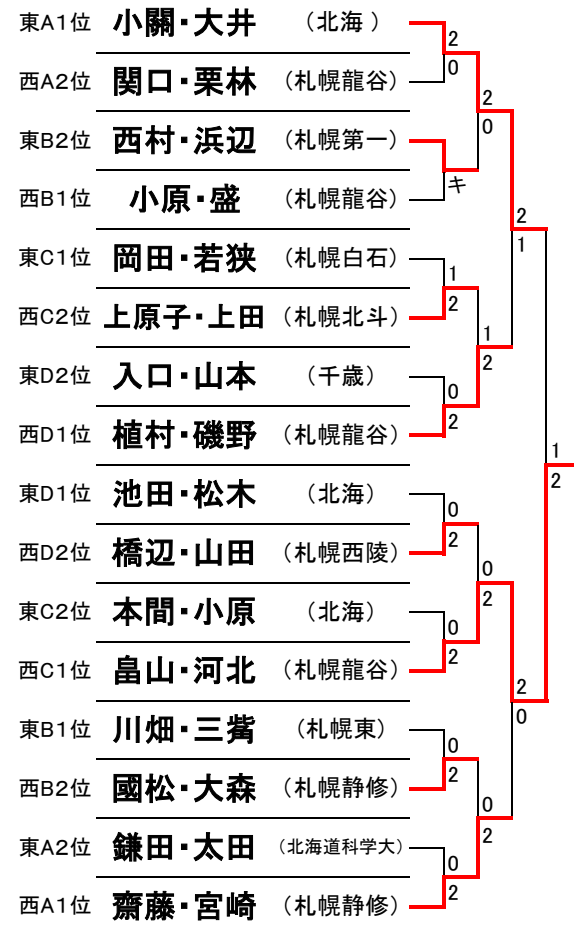 東A1位 小關・大井 （北海 ）
2
0
西A2位 関口・栗林 （札幌龍谷）
2
0
東B2位 西村・浜辺 （札幌第一）
キ
西B1位 小原・盛 （札幌龍谷）
2
1
東C1位 岡田・若狭 （札幌白石）
1
2
西C2位 上原子・上田 （札幌北斗）
1
2
東D2位 入口・山本 （千歳）
0
2
西D1位 植村・磯野 （札幌龍谷）
1
2
東D1位 池田・松木 （北海）
0
2
西D2位 橋辺・山田 （札幌西陵）
0
2
東C2位 本間・小原 （北海）
0
2
西C1位 畠山・河北 （札幌龍谷）
2
0
東B1位 川畑・三觜 （札幌東）
0
2
西B2位 國松・大森 （札幌静修）
0
2
東A2位 鎌田・太田 （北海道科学大）
0
2
西A1位 齋藤・宮崎 （札幌静修）